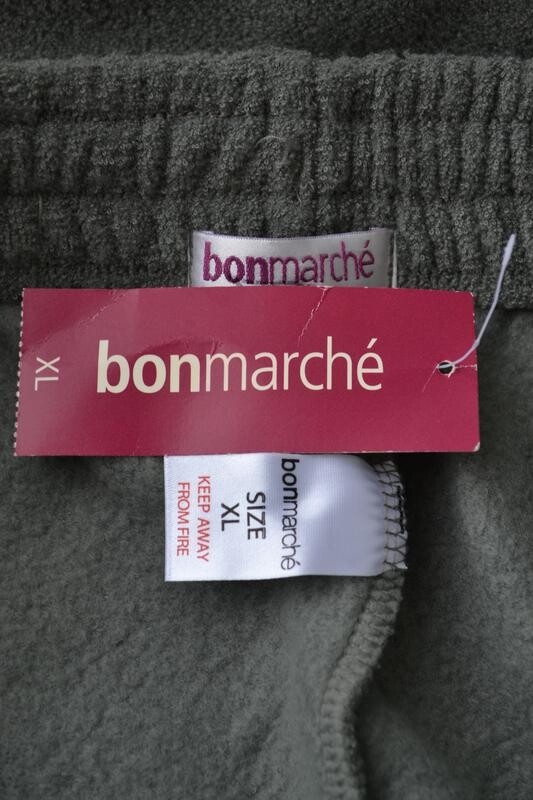 bonmarché
XL
bonmarché
bonmarché
SIZE
XL
KEEP AWAY
FROM FIRE